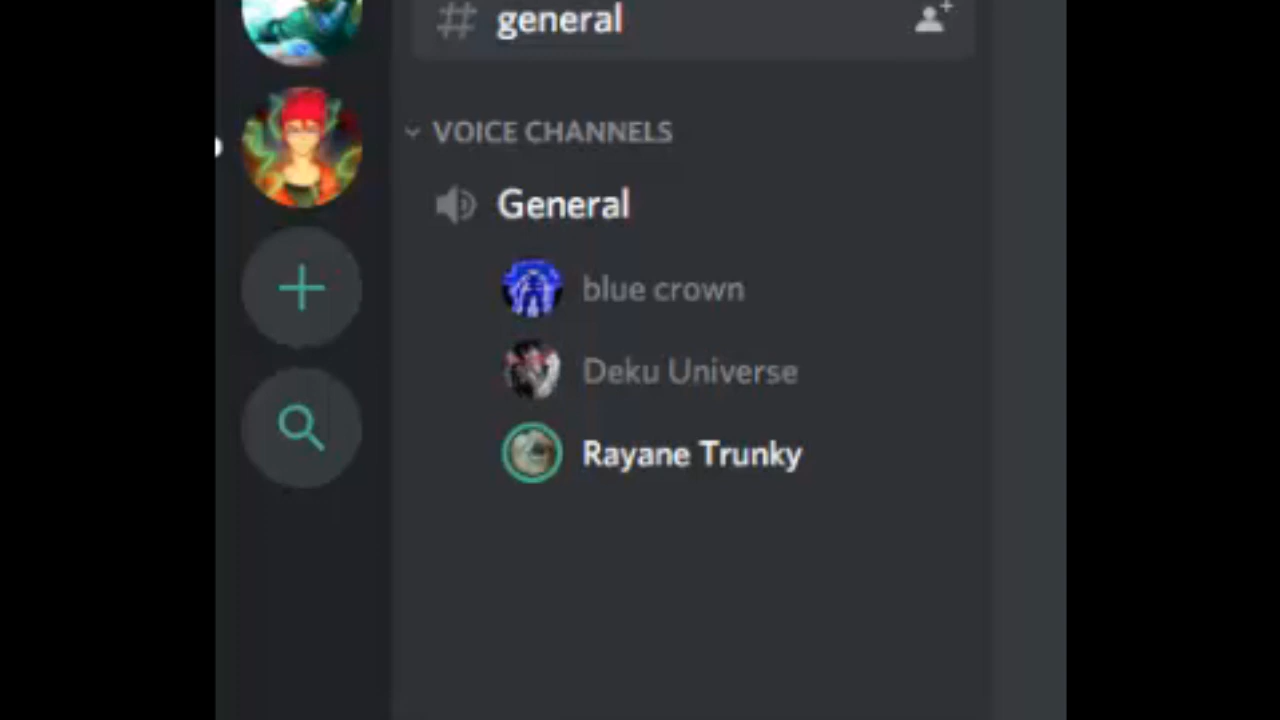 general
VOICE CHANNELS
General
blue crown
Deku Universe
Rayane Trunky